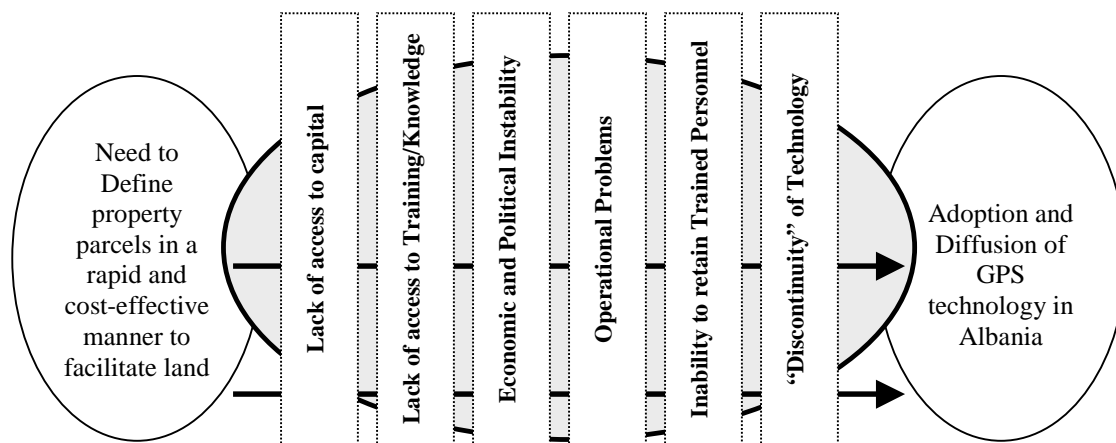 Need to
Define
property
parcels in a
rapid and
cost-effective
manner to
facilitate land
Lack of access to capital
Lack of access to Training/Knowledge
Economic and Political Instability
Operational Problems
Inability to retain Trained Personnel
“Discontinuity” of Technology
Adoption and
Diffusion of
GPS
technology in
Albania